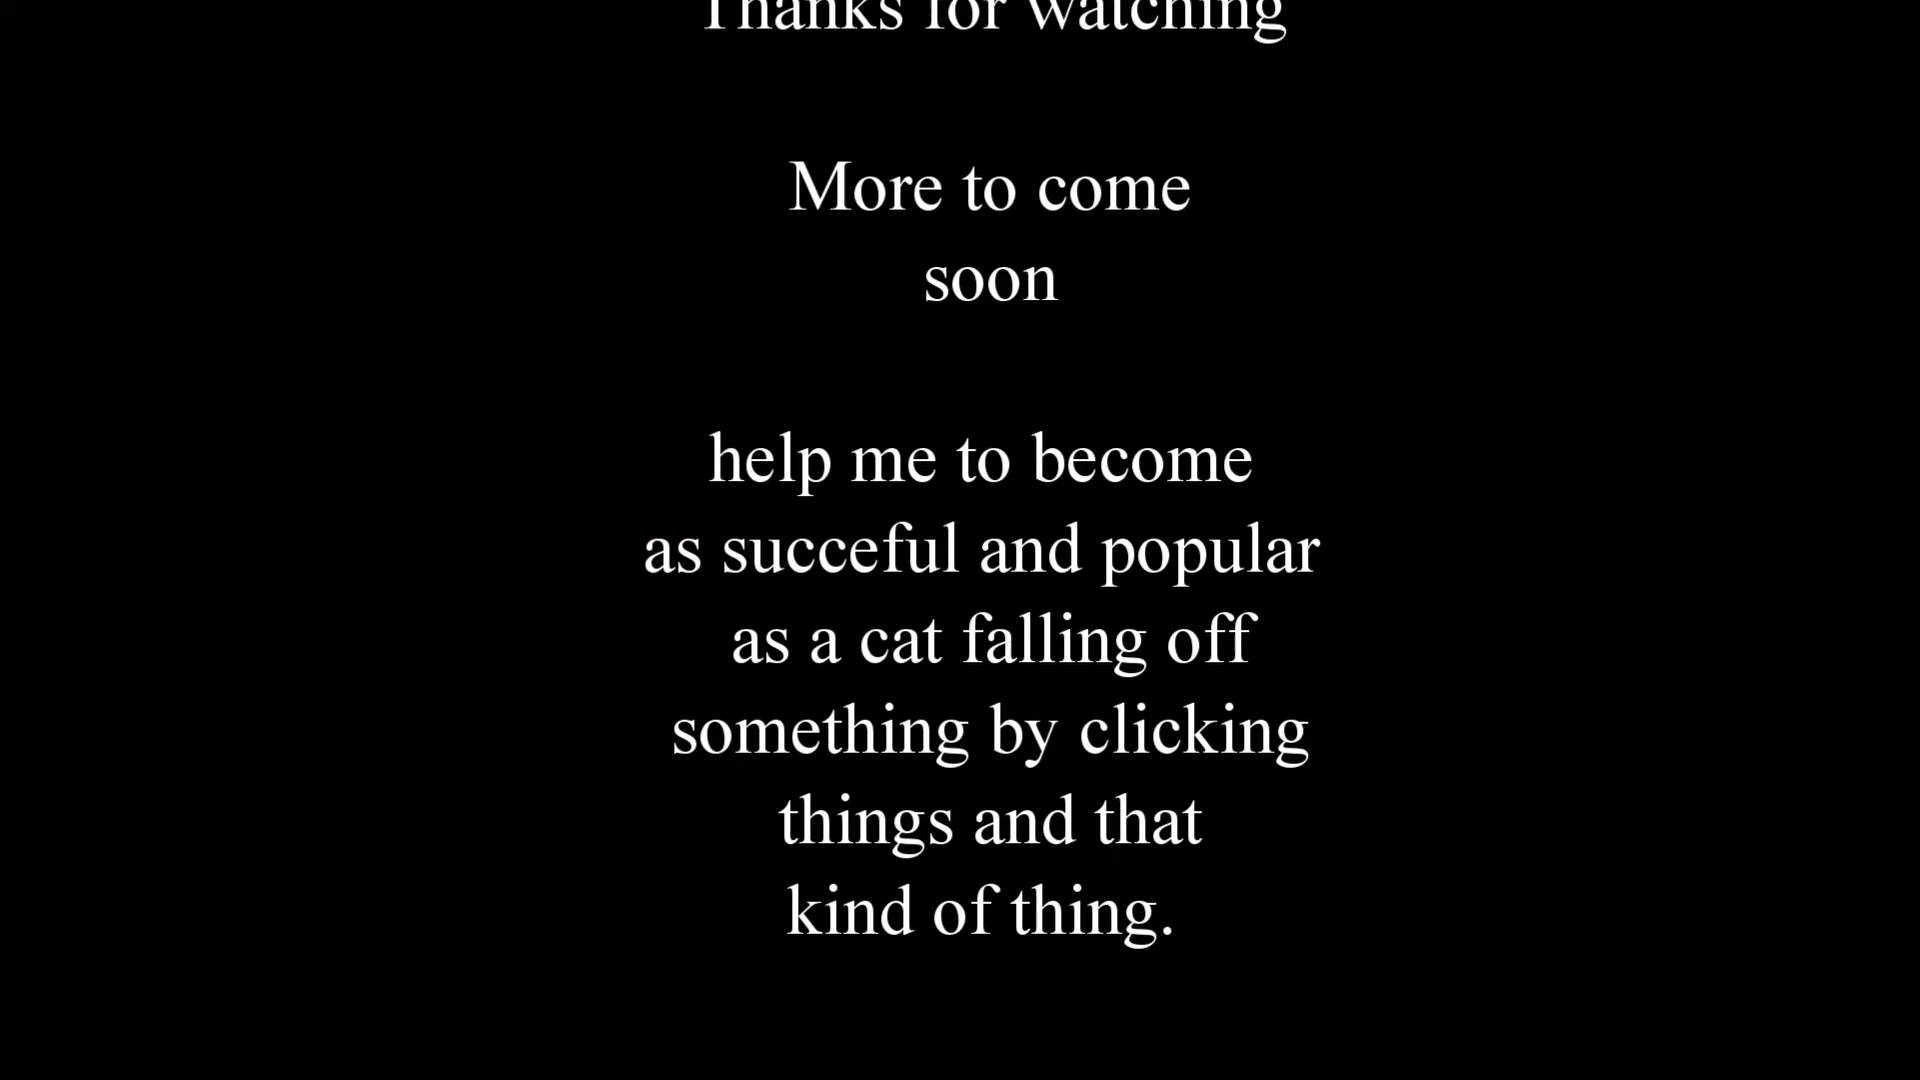 Thanks for watching
More to come
soon
help me to become
as succeful and popular
as a cat falling off
something by clicking
things and that
kind of thing.